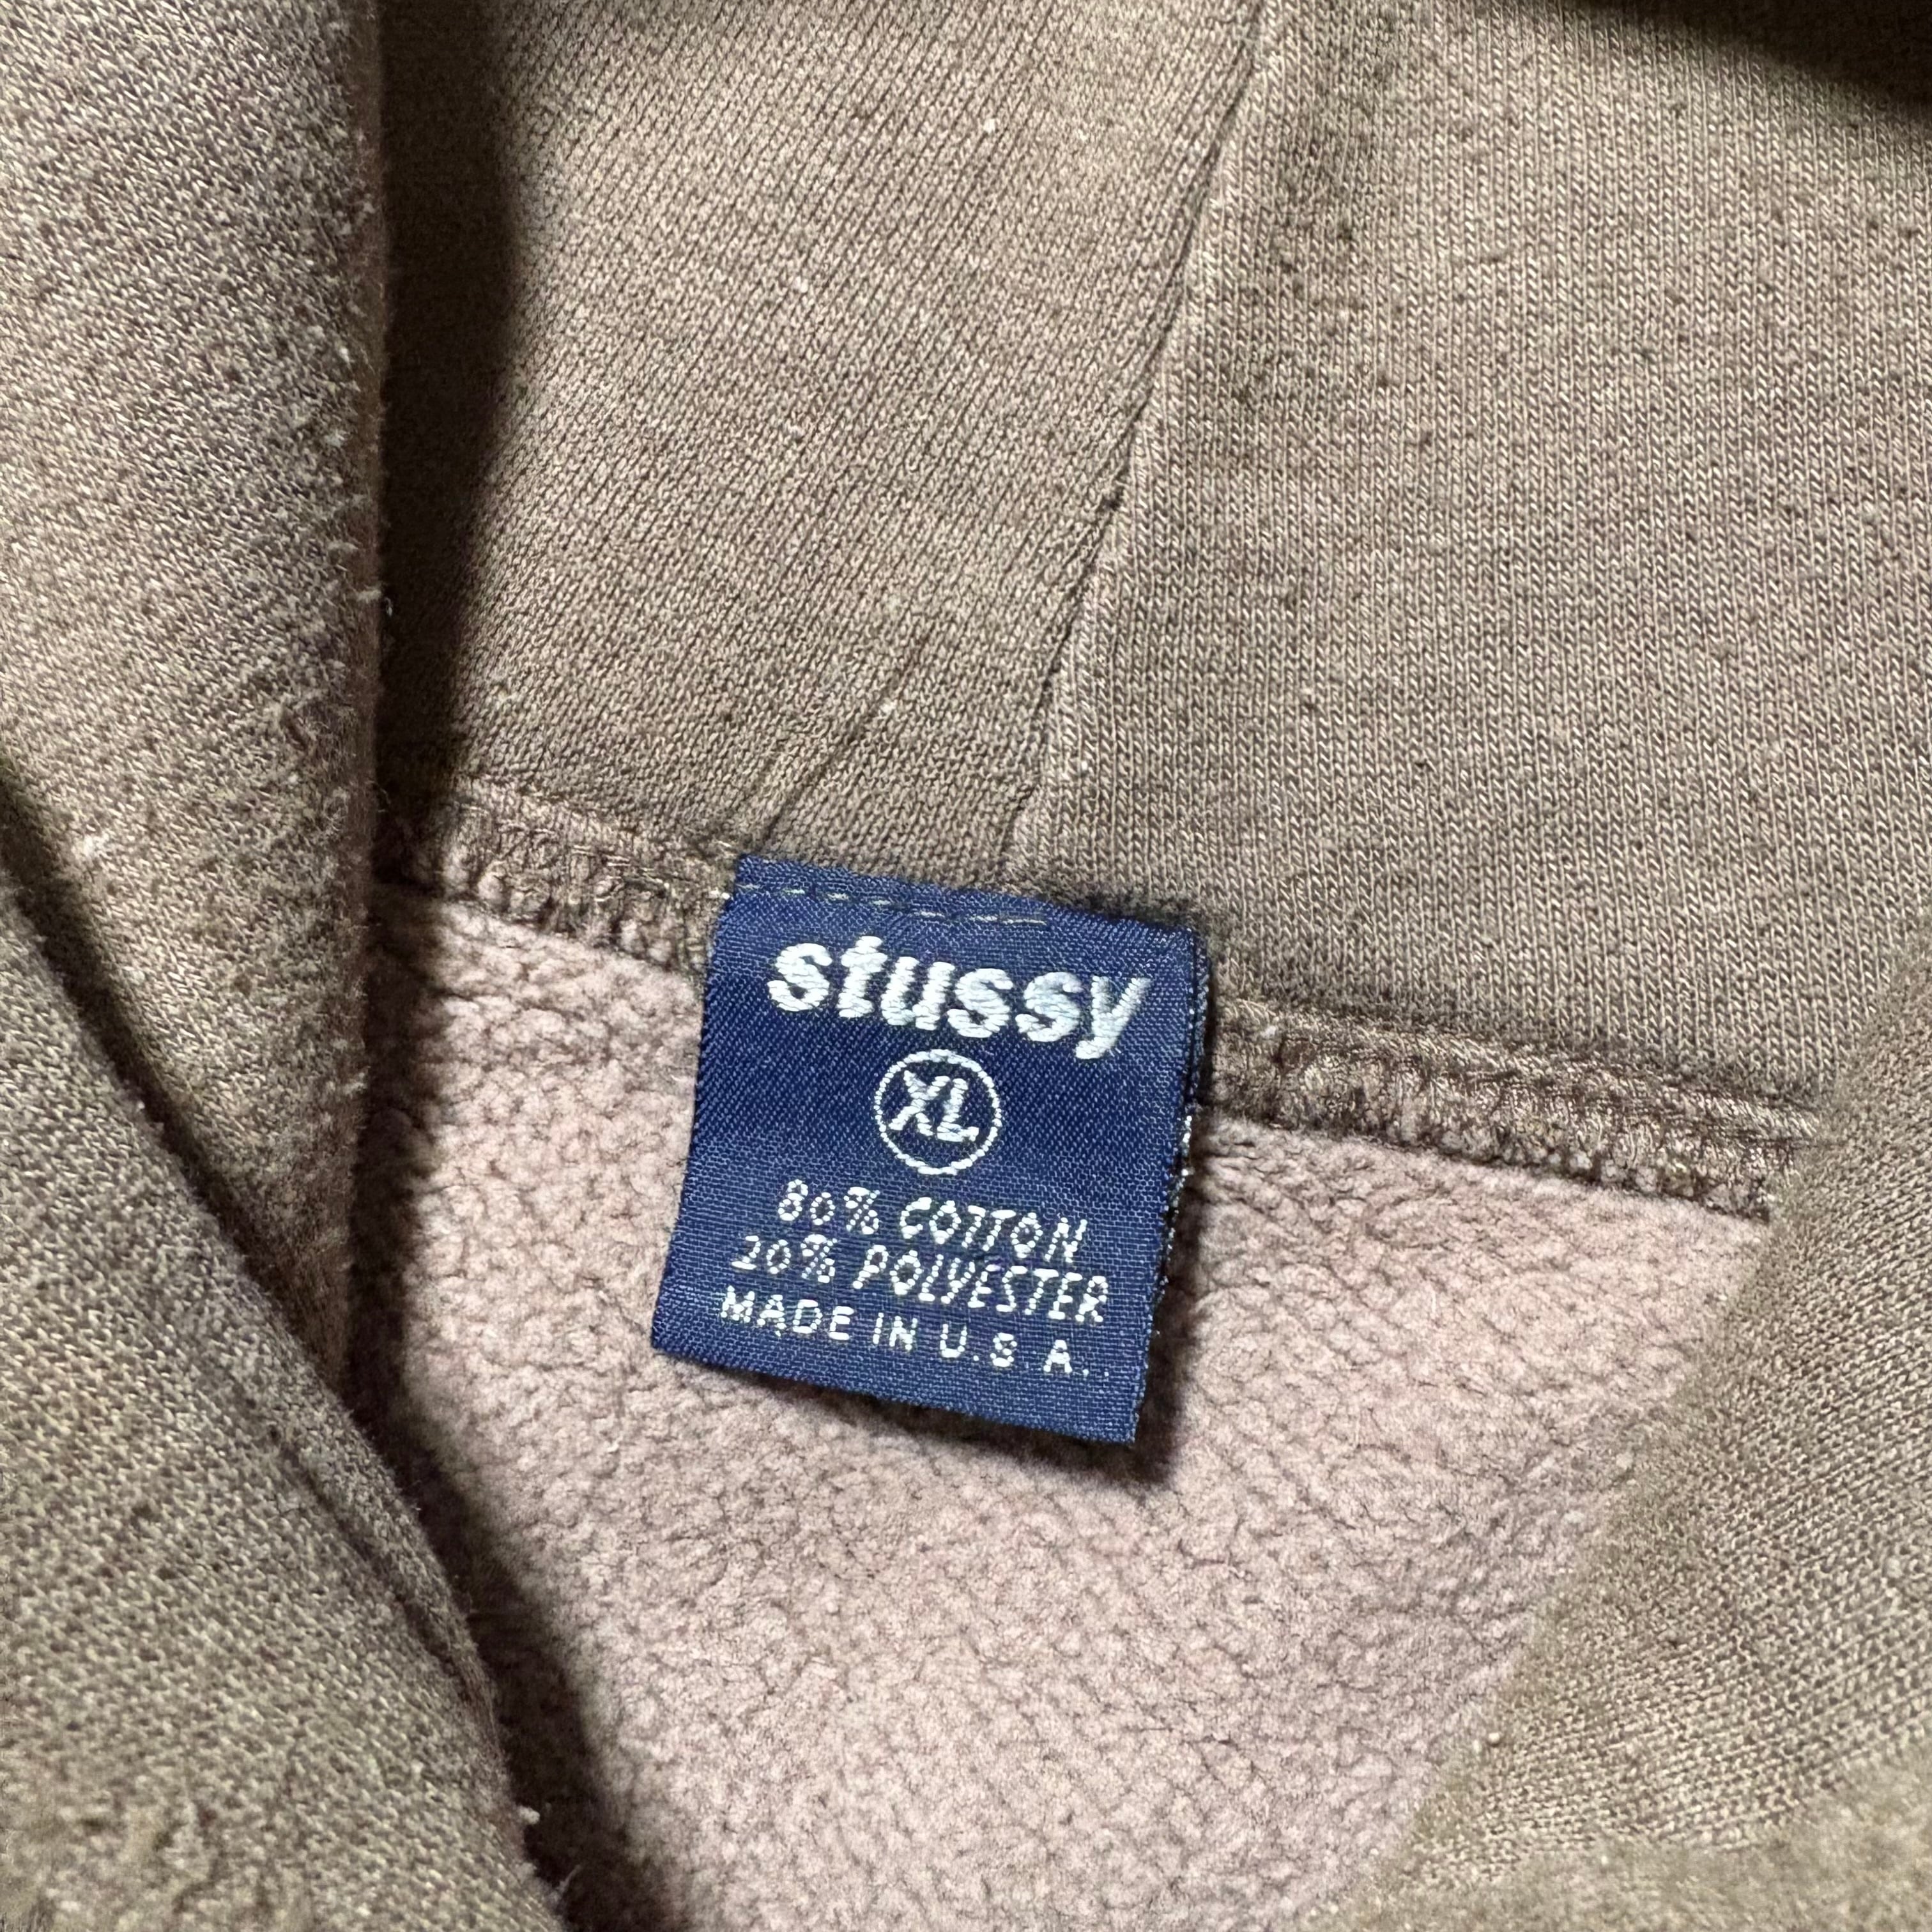 stussy
XL
80% COTTON
20% POLYESTER
MADE IN U.S.A.